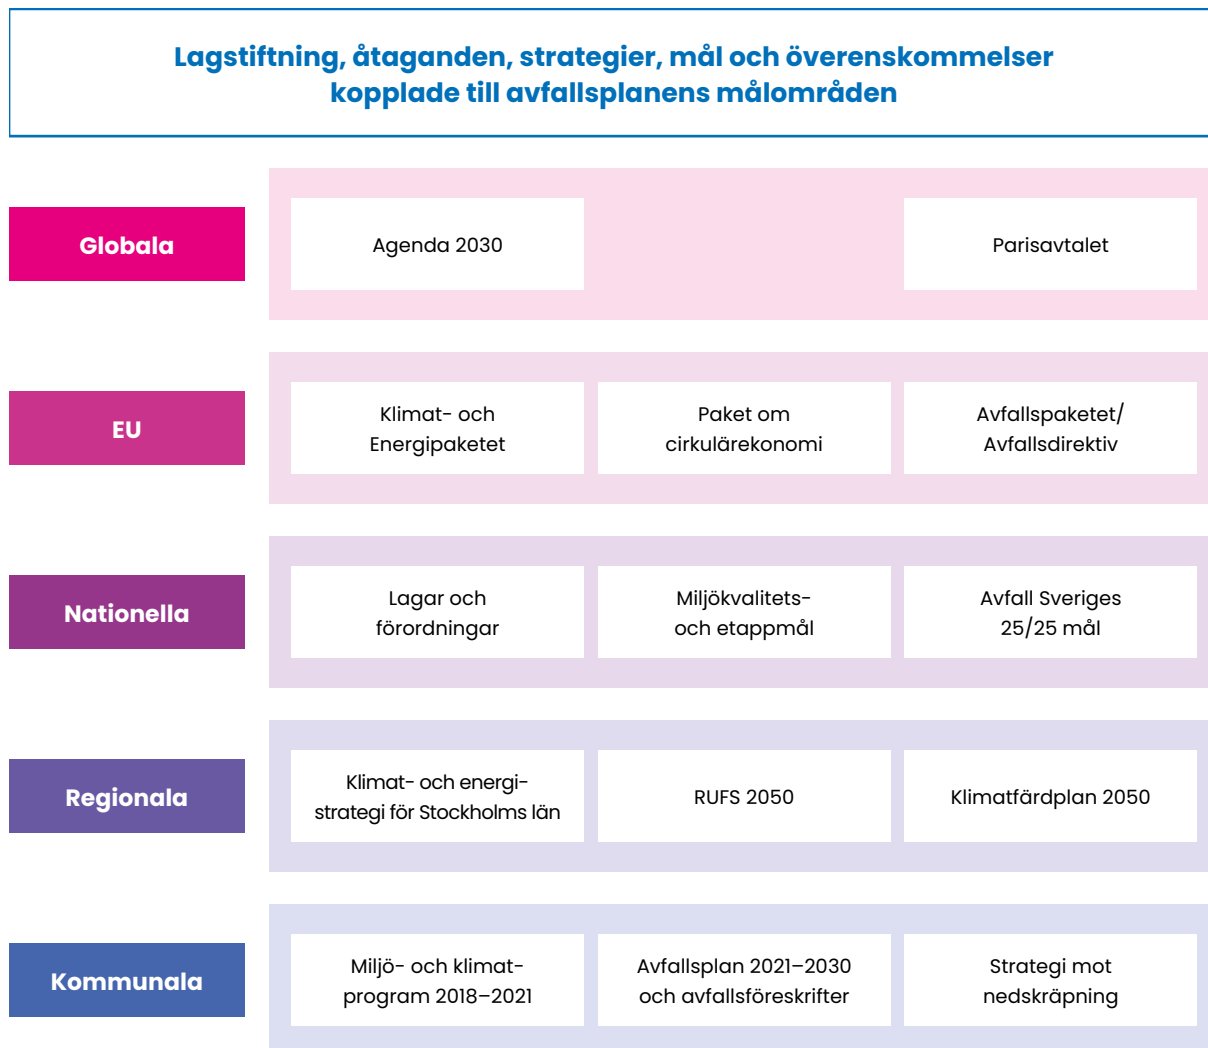 Lagstiftning, åtaganden, strategier, mål och överenskommelser
kopplade till avfallsplanens målområden
Globala
Agenda 2030
Parisavtalet
EU
Klimat- och
Energipaketet
Paket om
cirkulärekonomi
Avfallspaketet/
Avfallsdirektiv
Nationella
Lagar och
förordningar
Miljökvalitets-
och etappmål
Avfall Sveriges
25/25 mål
Regionala
Klimat- och energi-
strategi för Stockholms län
RUFS 2050
Klimatfärdplan 2050
Kommunala
Miljö- och klimat-
program 2018–2021
Avfallsplan 2021–2030
och avfallsföreskrifter
Strategi mot
nedskräpning